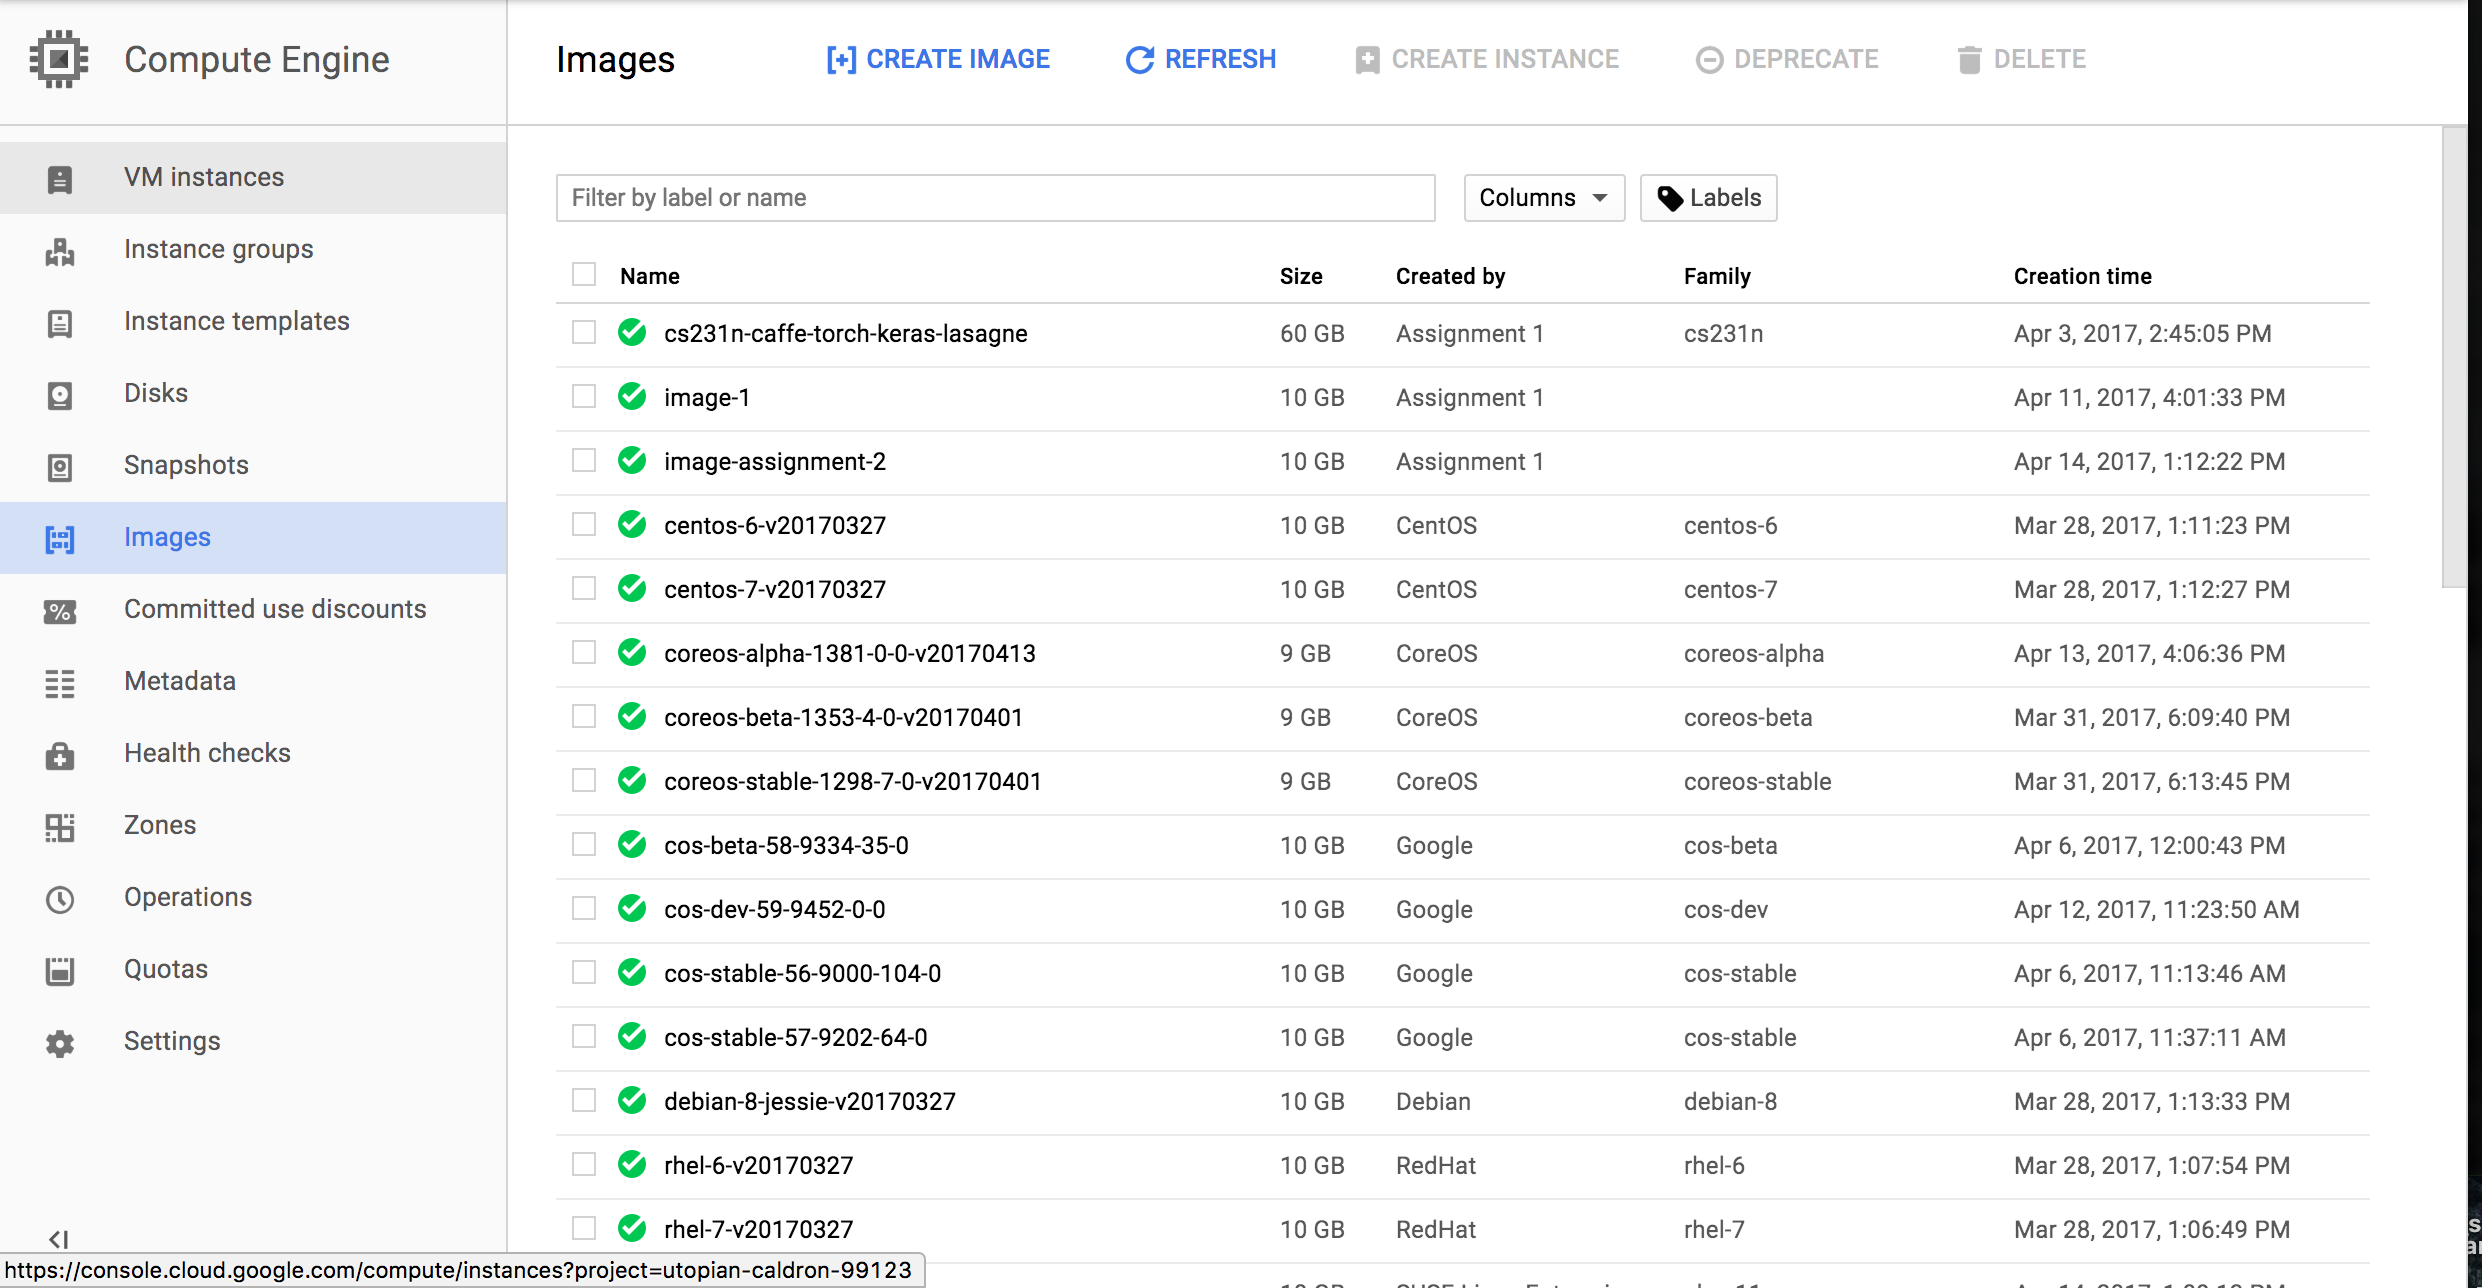 Compute Engine
Images CREATE IMAGE REFRESH CREATE INSTANCE DEPRECATE DELETE
VM instances
Instance groups
Instance templates
Disks
Snapshots
Images
Committed use discounts
Metadata
Health checks
Zones
Operations
Quotas
Settings
Filter by label or name Columns Labels
Name Size Created by Family Creation time
cs231n-caffe-torch-keras-lasagne 60 GB Assignment 1 cs231n Apr 3, 2017, 2:45:05 PM
image-1 10 GB Assignment 1 Apr 11, 2017, 4:01:33 PM
image-assignment-2 10 GB Assignment 1 Apr 14, 2017, 1:12:22 PM
centos-6-v20170327 10 GB CentOS centos-6 Mar 28, 2017, 1:11:23 PM
centos-7-v20170327 10 GB CentOS centos-7 Mar 28, 2017, 1:12:27 PM
coreos-alpha-1381-0-0-v20170413 9 GB CoreOS coreos-alpha Apr 13, 2017, 4:06:36 PM
coreos-beta-1353-4-0-v20170401 9 GB CoreOS coreos-beta Mar 31, 2017, 6:09:40 PM
coreos-stable-1298-7-0-v20170401 9 GB CoreOS coreos-stable Mar 31, 2017, 6:13:45 PM
cos-beta-58-9334-35-0 10 GB Google cos-beta Apr 6, 2017, 12:00:43 PM
cos-dev-59-9452-0-0 10 GB Google cos-dev Apr 12, 2017, 11:23:50 AM
cos-stable-56-9000-104-0 10 GB Google cos-stable Apr 6, 2017, 11:13:46 AM
cos-stable-57-9202-64-0 10 GB Google cos-stable Apr 6, 2017, 11:37:11 AM
debian-8-jessie-v20170327 10 GB Debian debian-8 Mar 28, 2017, 1:13:33 PM
rhel-6-v20170327 10 GB RedHat rhel-6 Mar 28, 2017, 1:07:54 PM
rhel-7-v20170327 10 GB RedHat rhel-7 Mar 28, 2017, 1:06:49 PM
https://console.cloud.google.com/compute/instances?project=utopian-caldron-99123